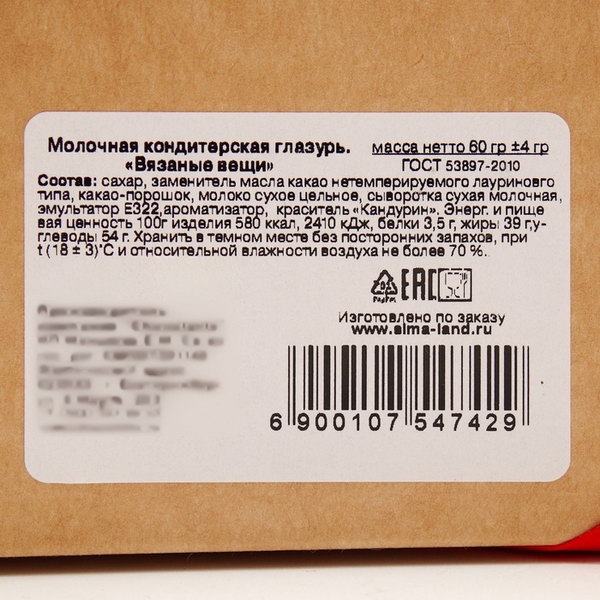 Молочная кондитерская глазурь.
«Вязаные вещи»
масса нетто 60 гр ±4 гр
ГОСТ 53897-2010
Состав: сахар, заменитель масла какао нетемперируемого лауриновго
типа, какао-порошок, молоко сухое цельное, сыворотка сухая молочная,
эмультатор Е322,ароматизатор, краситель «Кандурин». Энерг. и пище
вая ценность 100г изделия 580 ккал, 2410 кДж, белки 3,5 г, жиры 39 г,у-
глеводы 54 г. Хранить в темном месте без посторонних запахов, при
t (18 ± 3)˚С и относительной влажности воздуха не более 70 %.
EAC
Изготовлено по заказу
www.alma-land.ru
6 900107 547429